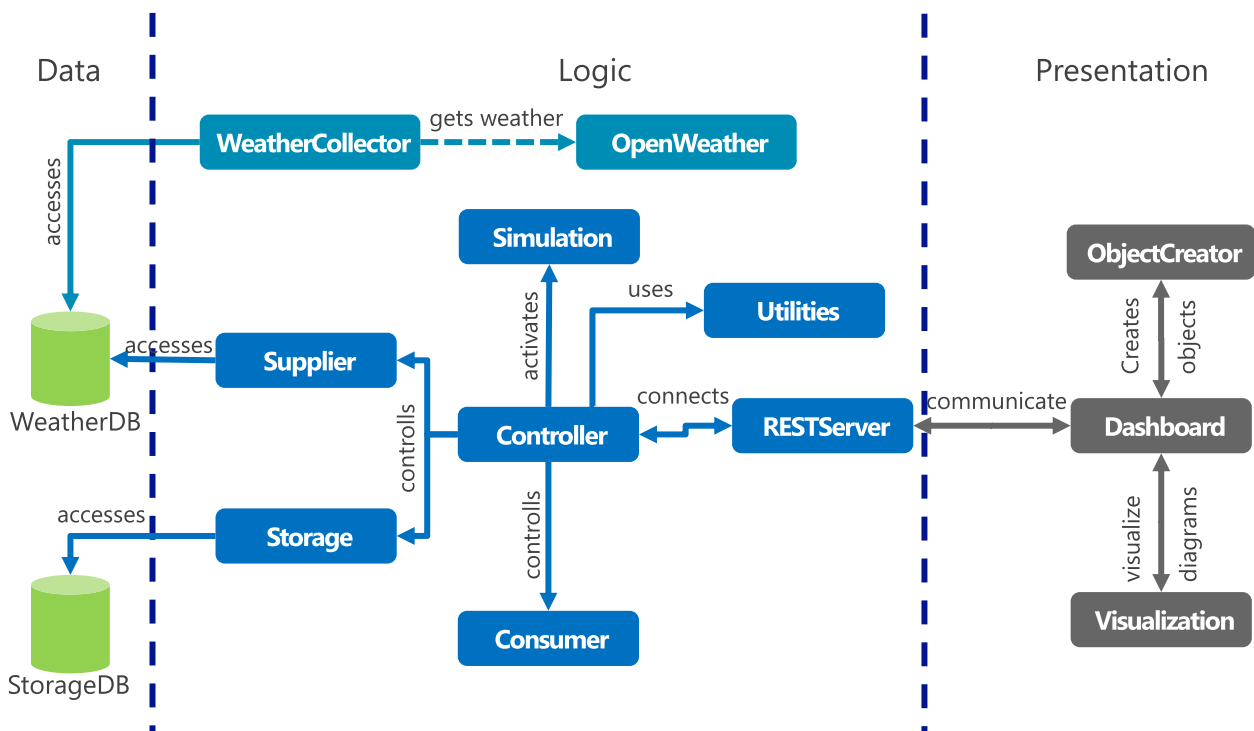 Data
Logic
Presentation
gets weather
WeatherCollector
OpenWeather
accesses
Simulation
ObjectCreator
uses
Utilities
activates
Creates
objects
accesses
Supplier
WeatherDB
connects
communicate
Controller
RESTServer
Dashboard
controlls
accesses
Storage
controlls
visualize
diagrams
Consumer
Visualization
StorageDB